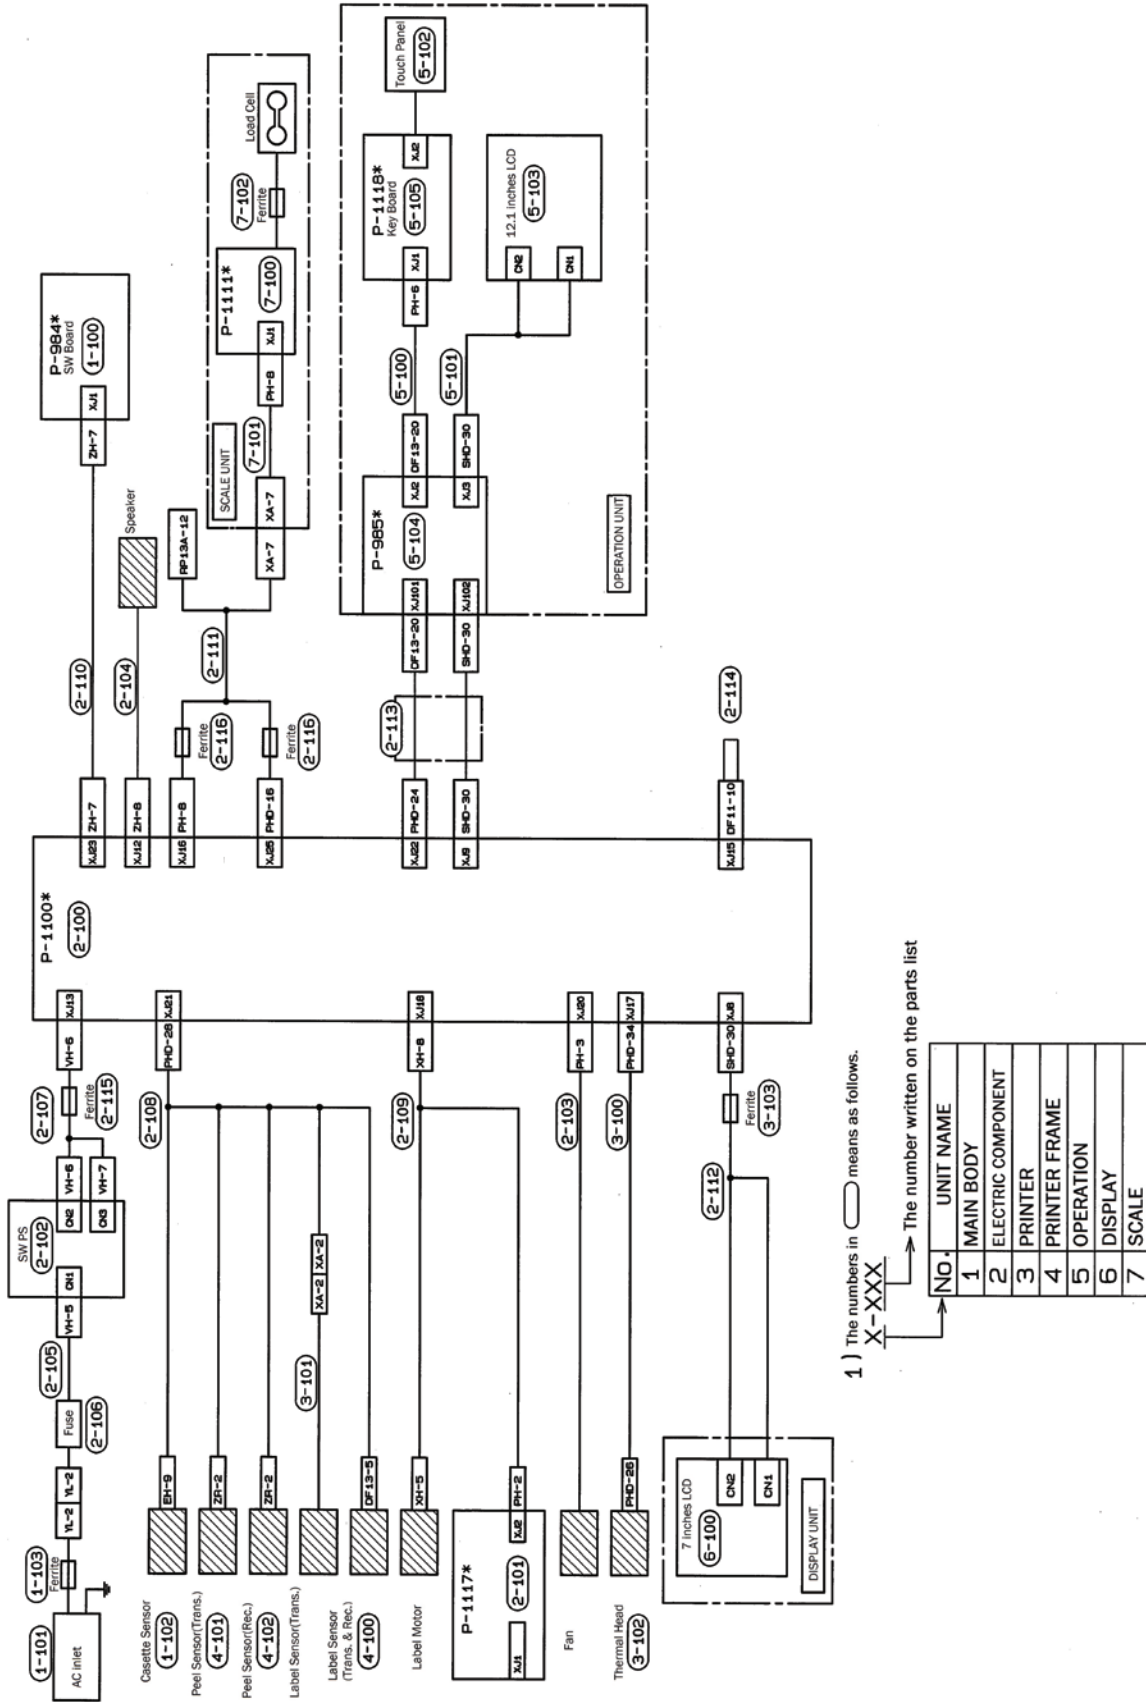 P-984*
SW Board
1-100
XJ1
ZH-7
2-110
Speaker
2-104
SCALE UNIT
P-1111*
7-100
XJ1
PH-8
7-101
XA-7
XA-7
7-102
Ferrite
Load Cell
RP13A-12
2-111
Ferrite
2-116
Ferrite
2-116
Touch Panel
5-102
P-1118*
Key Board
5-105
XJ2
XJ1
PH-6
5-100
12.1 inches LCD
5-103
CN2
CN1
5-101
P-985*
5-104
XJ2
DF13-20
XJ3
SHD-30
DF13-20
XJ101
SHD-30
XJ102
OPERATION UNIT
2-113
2-114
P-1100*
2-100
XJ23
ZH-7
XJ12
ZH-8
XJ16
PH-8
XJ25
PHD-16
XJ22
PHD-24
XJ9
SHD-30
XJ15
DF11-10
VH-6
XJ13
PHD-28
XJ21
XH-8
XJ18
PH-3
XJ20
PHD-34
XJ17
SHD-30
XJ8
2-107
Ferrite
2-115
SW PS
2-102
CN2
VH-6
CN3
VH-7
VH-5
CN1
2-105
Fuse
2-106
YL-2
YL-2
1-103
Ferrite
1-101
AC inlet
2-108
EH-9
ZR-2
ZR-2
XA-2
XA-2
3-101
DF13-5
Casette Sensor
1-102
Peel Sensor(Trans.)
4-101
Peel Sensor(Rec.)
4-102
Label Sensor(Trans.)
Label Sensor
(Trans. & Rec.)
4-100
2-109
XH-5
Label Motor
P-1117*
2-101
XJ1
XJ2
PH-2
2-103
Fan
3-100
PHD-26
Thermal Head
3-102
Ferrite
3-103
2-112
7 inches LCD
6-100
CN2
CN1
DISPLAY UNIT
1) The numbers in means as follows.
X-XXX
The number written on the parts list
No. UNIT NAME
1 MAIN BODY
2 ELECTRIC COMPONENT
3 PRINTER
4 PRINTER FRAME
5 OPERATION
6 DISPLAY
7 SCALE